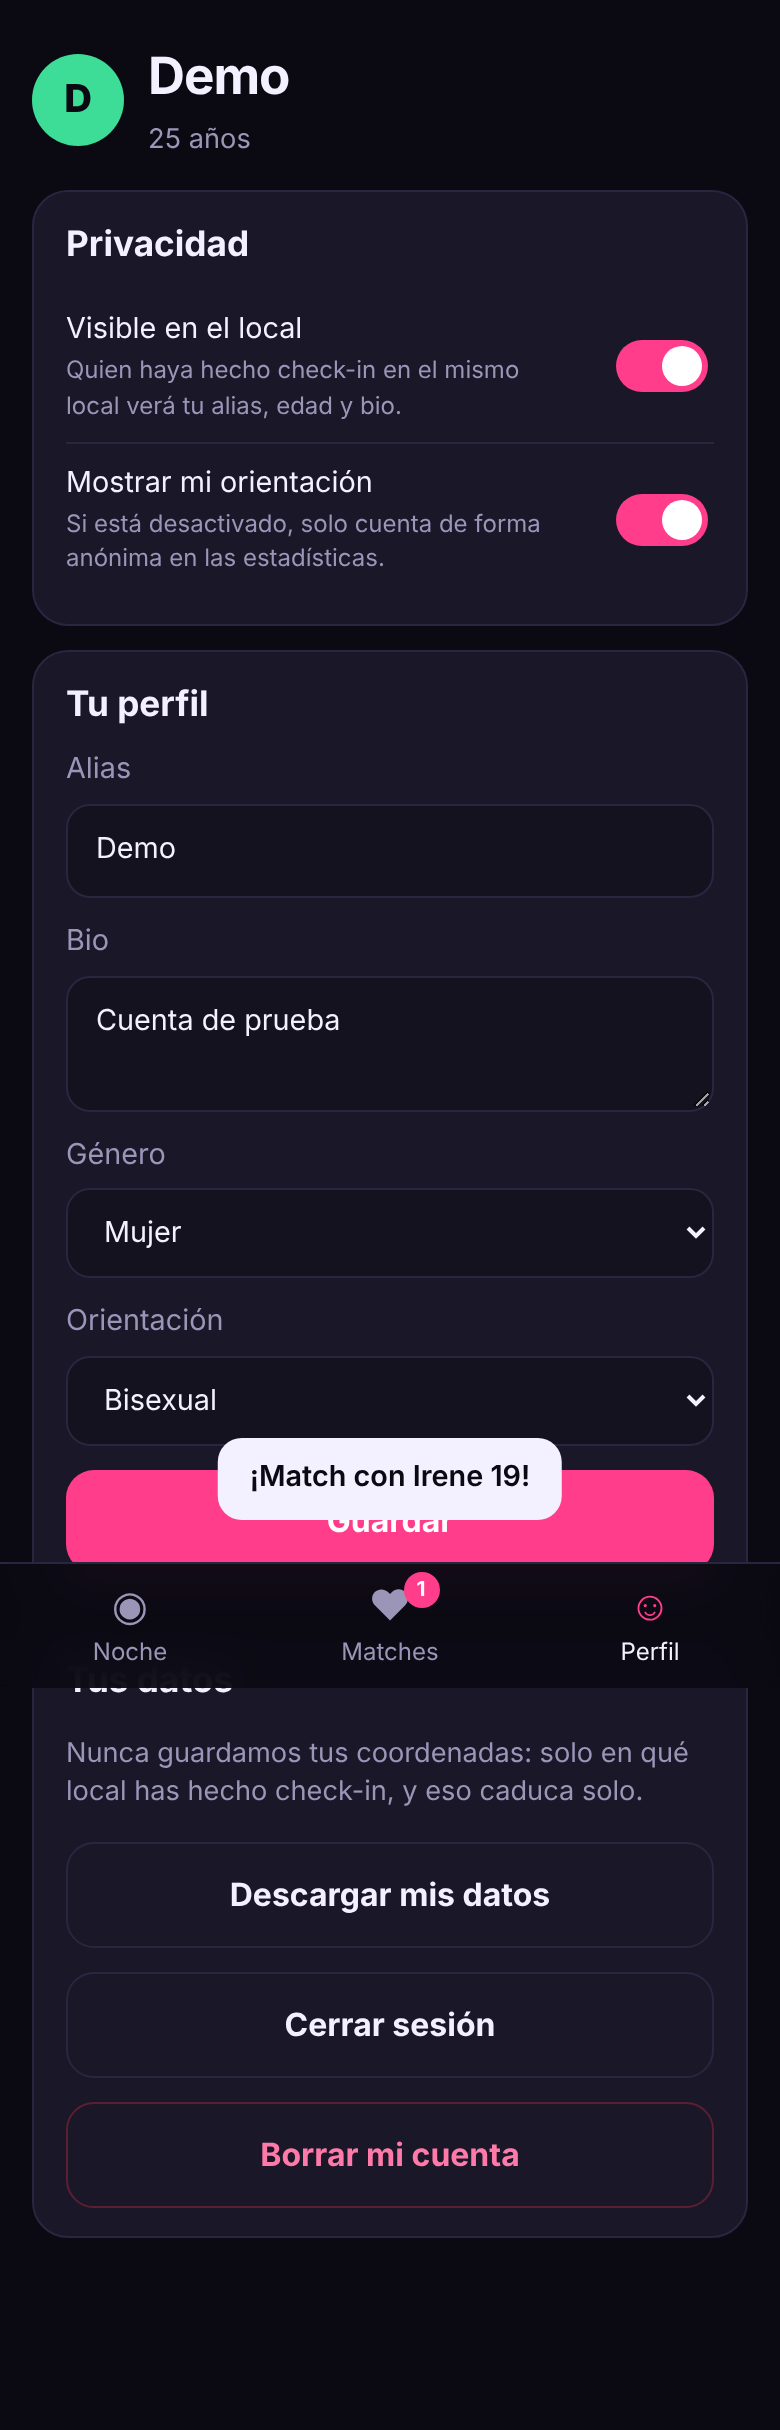 D
Demo
25 años
Privacidad
Visible en el local
Quien haya hecho check-in en el mismo
local verá tu alias, edad y bio.
Mostrar mi orientación
Si está desactivado, solo cuenta de forma
anónima en las estadísticas.
Tu perfil
Alias
Demo
Bio
Cuenta de prueba
Género
Mujer
Orientación
Bisexual
¡Match con Irene 19!
Guardar
1
Noche
Matches
Perfil
Tus datos
Nunca guardamos tus coordenadas: solo en qué
local has hecho check-in, y eso caduca solo.
Descargar mis datos
Cerrar sesión
Borrar mi cuenta